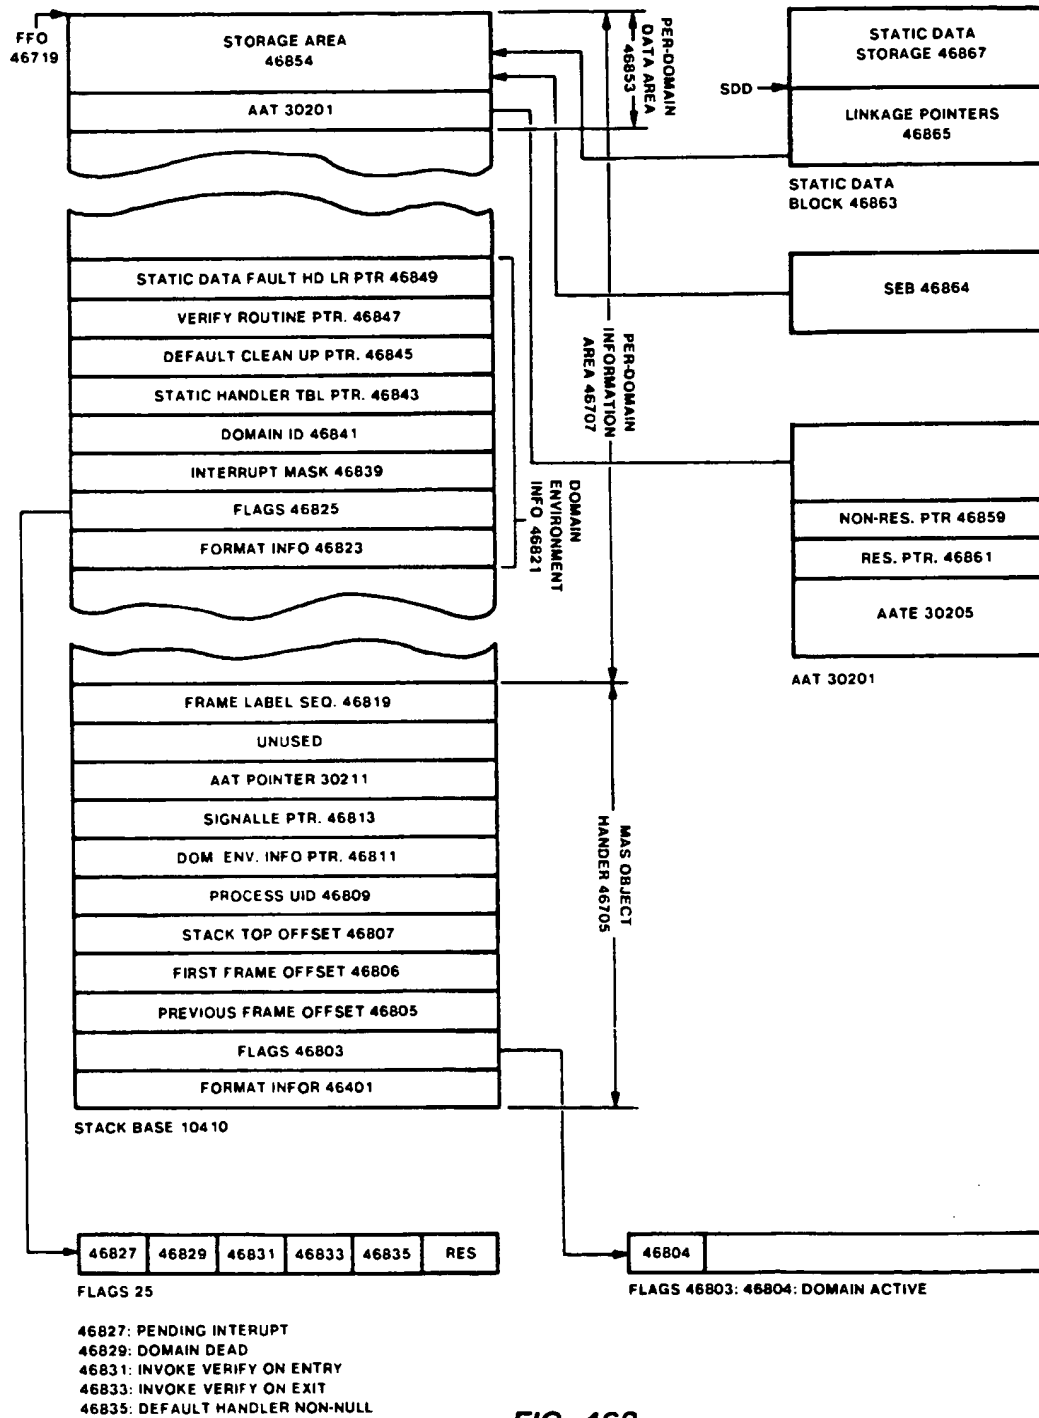 FFO
46719
STORAGE AREA
46854
AAT 30201
PER-DOMAIN
DATA AREA
46853
STATIC DATA
STORAGE 46867
SDD
LINKAGE POINTERS
46865
STATIC DATA
BLOCK 46863
STATIC DATA FAULT HD LR PTR 46849
VERIFY ROUTINE PTR. 46847
DEFAULT CLEAN UP PTR. 46845
STATIC HANDLER TBL PTR. 46843
DOMAIN ID 46841
INTERRUPT MASK 46839
FLAGS 46825
FORMAT INFO 46823
DOMAIN
ENVIRONMENT
INFO 46821
PER-DOMAIN
INFORMATION
AREA 46707
SEB 46864
NON-RES. PTR 46859
RES. PTR. 46861
AATE 30205
AAT 30201
FRAME LABEL SEQ. 46819
UNUSED
AAT POINTER 30211
SIGNALLE PTR. 46813
DOM ENV. INFO PTR. 46811
PROCESS UID 46809
STACK TOP OFFSET 46807
FIRST FRAME OFFSET 46806
PREVIOUS FRAME OFFSET 46805
FLAGS 46803
FORMAT INFOR 46401
MAS OBJECT
HANDER 46705
STACK BASE 10410
46827 46829 46831 46833 46835 RES
FLAGS 25
46804
FLAGS 46803: 46804: DOMAIN ACTIVE
46827: PENDING INTERUPT
46829: DOMAIN DEAD
46831: INVOKE VERIFY ON ENTRY
46833: INVOKE VERIFY ON EXIT
46835: DEFAULT HANDLER NON-NULL